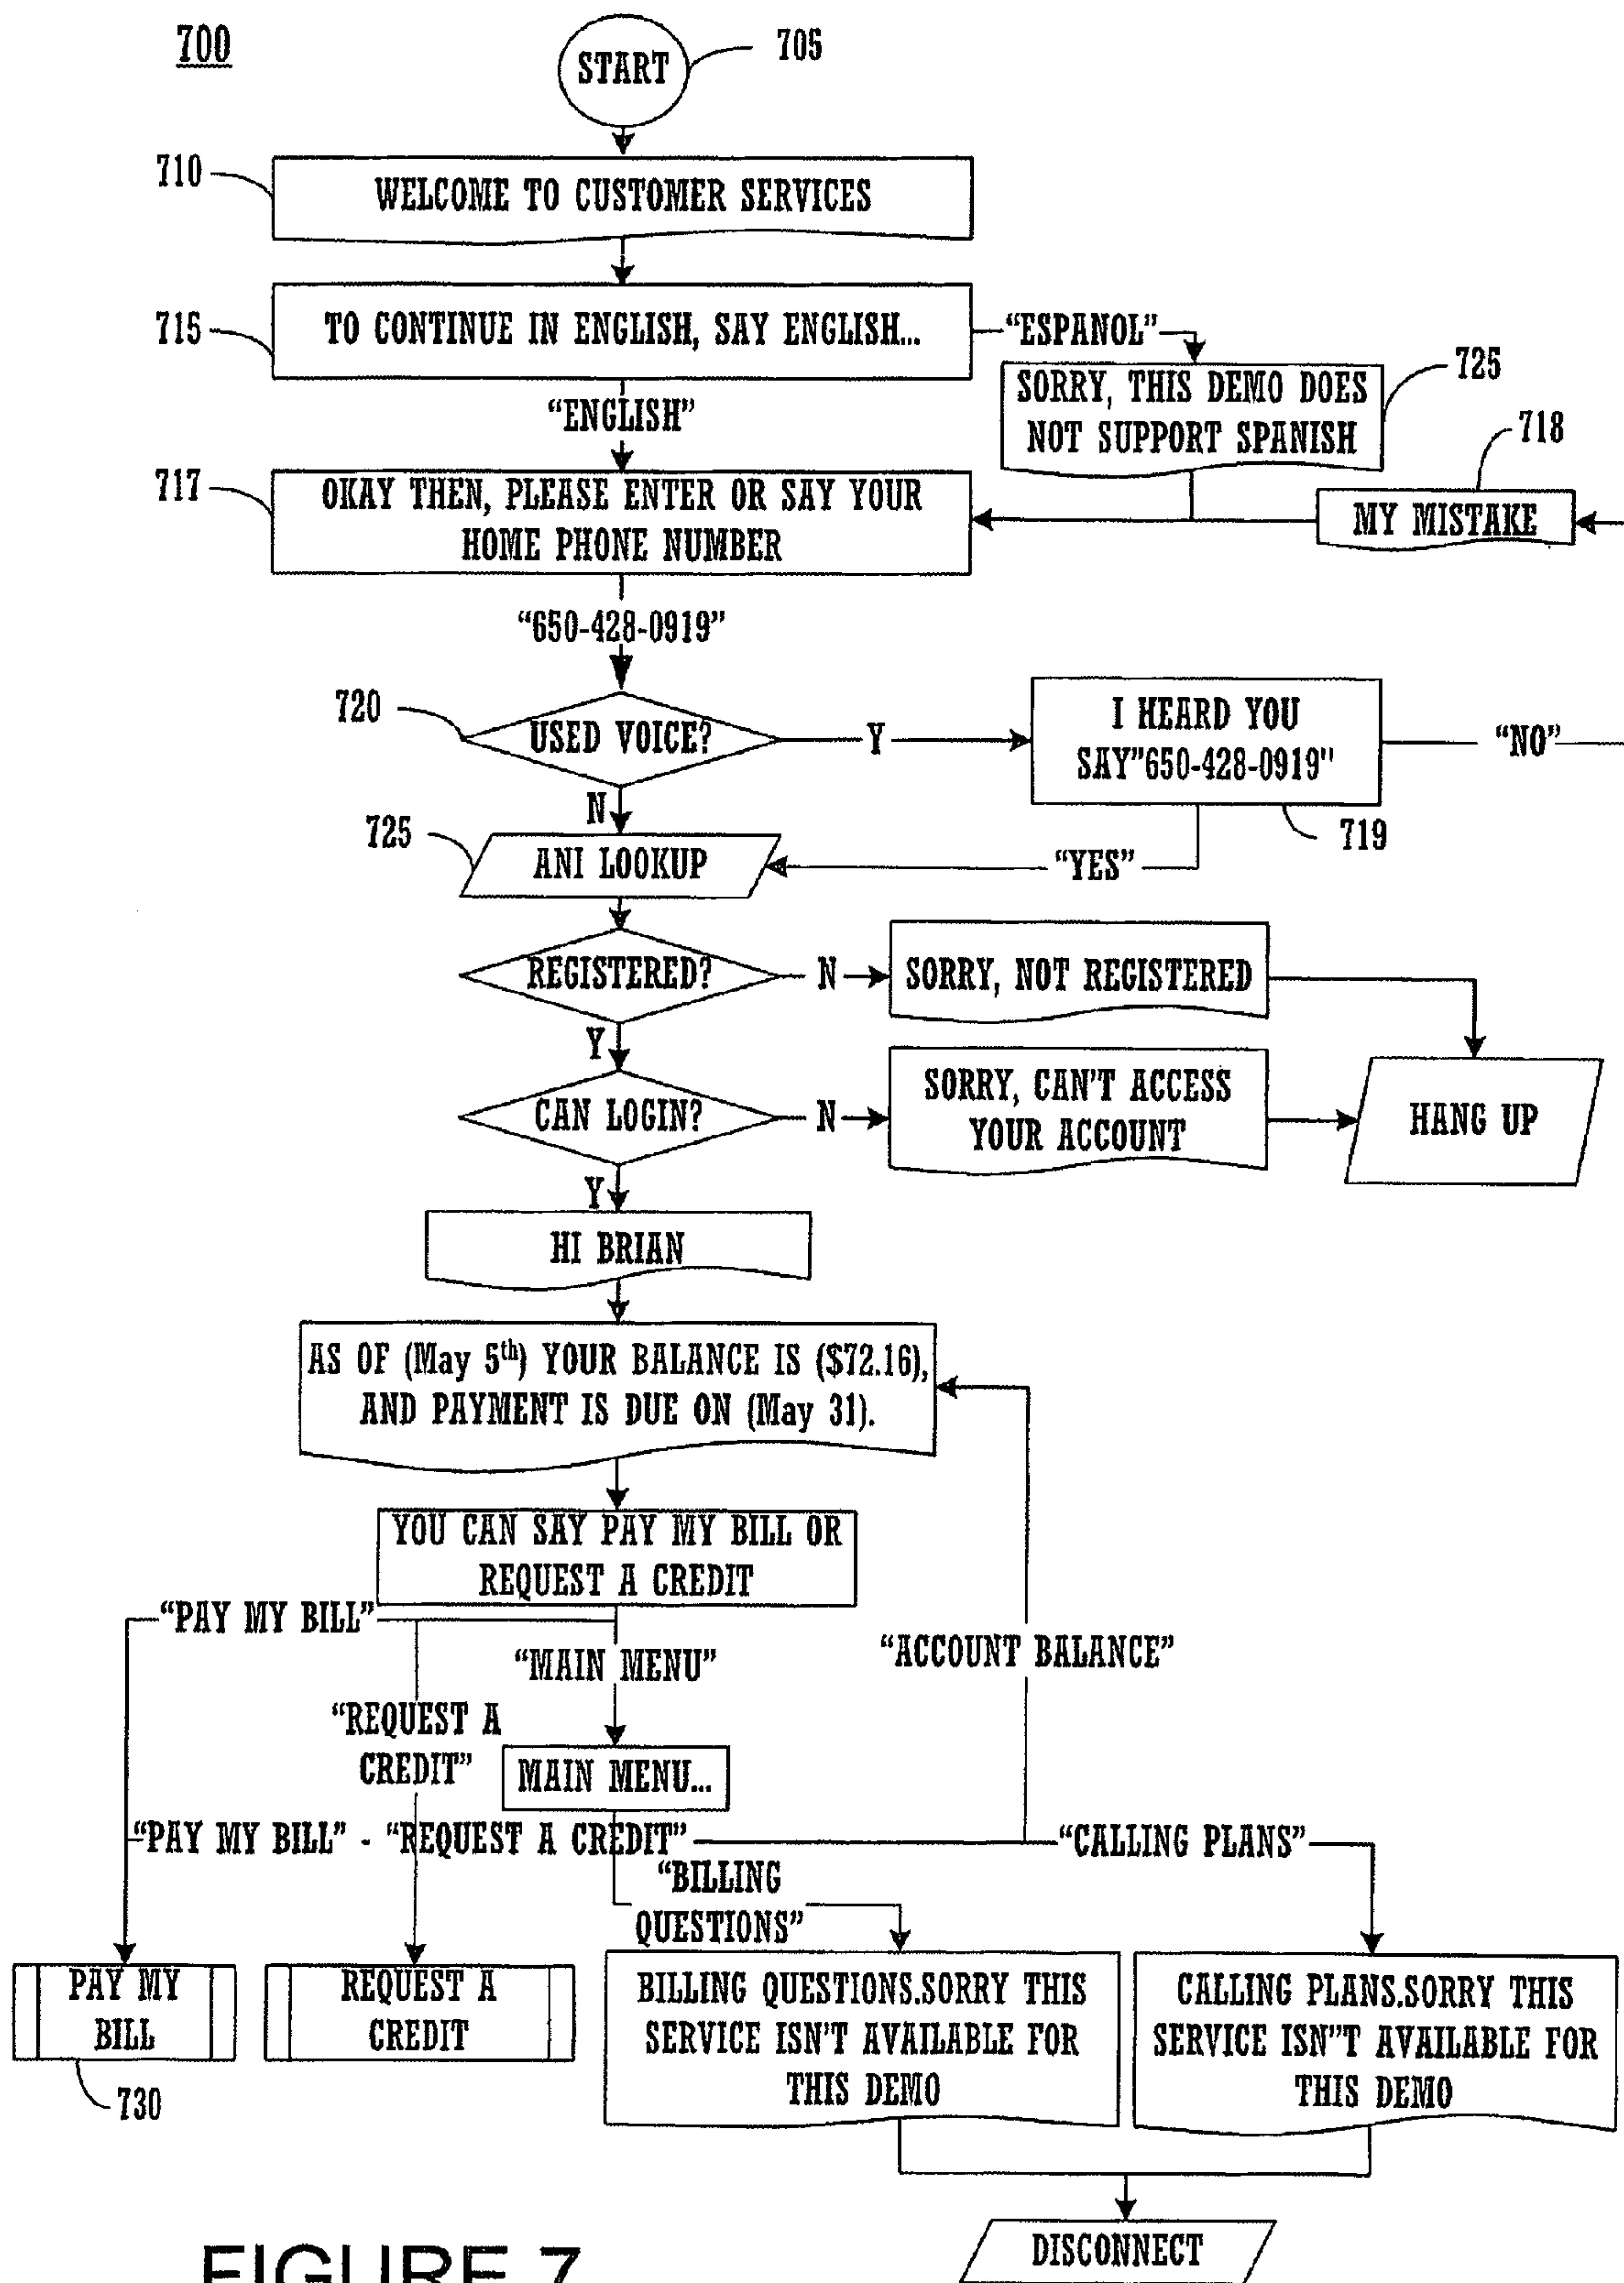 700
START
705
710
WELCOME TO CUSTOMER SERVICES
715
TO CONTINUE IN ENGLISH, SAY ENGLISH...
“ESPANOL”
SORRY, THIS DEMO DOES
NOT SUPPORT SPANISH
725
“ENGLISH”
718
MY MISTAKE
717
OKAY THEN, PLEASE ENTER OR SAY YOUR
HOME PHONE NUMBER
“650-428-0919”
720
USED VOICE?
Y
I HEARD YOU
SAY"650-428-0919"
“NO”
719
N
725
ANI LOOKUP
“YES”
REGISTERED?
N
SORRY, NOT REGISTERED
Y
CAN LOGIN?
N
SORRY, CAN'T ACCESS
YOUR ACCOUNT
HANG UP
Y
HI BRIAN
AS OF (May 5th) YOUR BALANCE IS ($72.16),
AND PAYMENT IS DUE ON (May 31).
YOU CAN SAY PAY MY BILL OR
REQUEST A CREDIT
“PAY MY BILL”
“MAIN MENU”
“ACCOUNT BALANCE”
“REQUEST A
CREDIT”
MAIN MENU...
“PAY MY BILL” - “REQUEST A CREDIT”
“CALLING PLANS”
“BILLING
QUESTIONS”
PAY MY
BILL
730
REQUEST A
CREDIT
BILLING QUESTIONS.SORRY THIS
SERVICE ISN'T AVAILABLE FOR
THIS DEMO
CALLING PLANS.SORRY THIS
SERVICE ISN"T AVAILABLE FOR
THIS DEMO
DISCONNECT
FIGURE 7